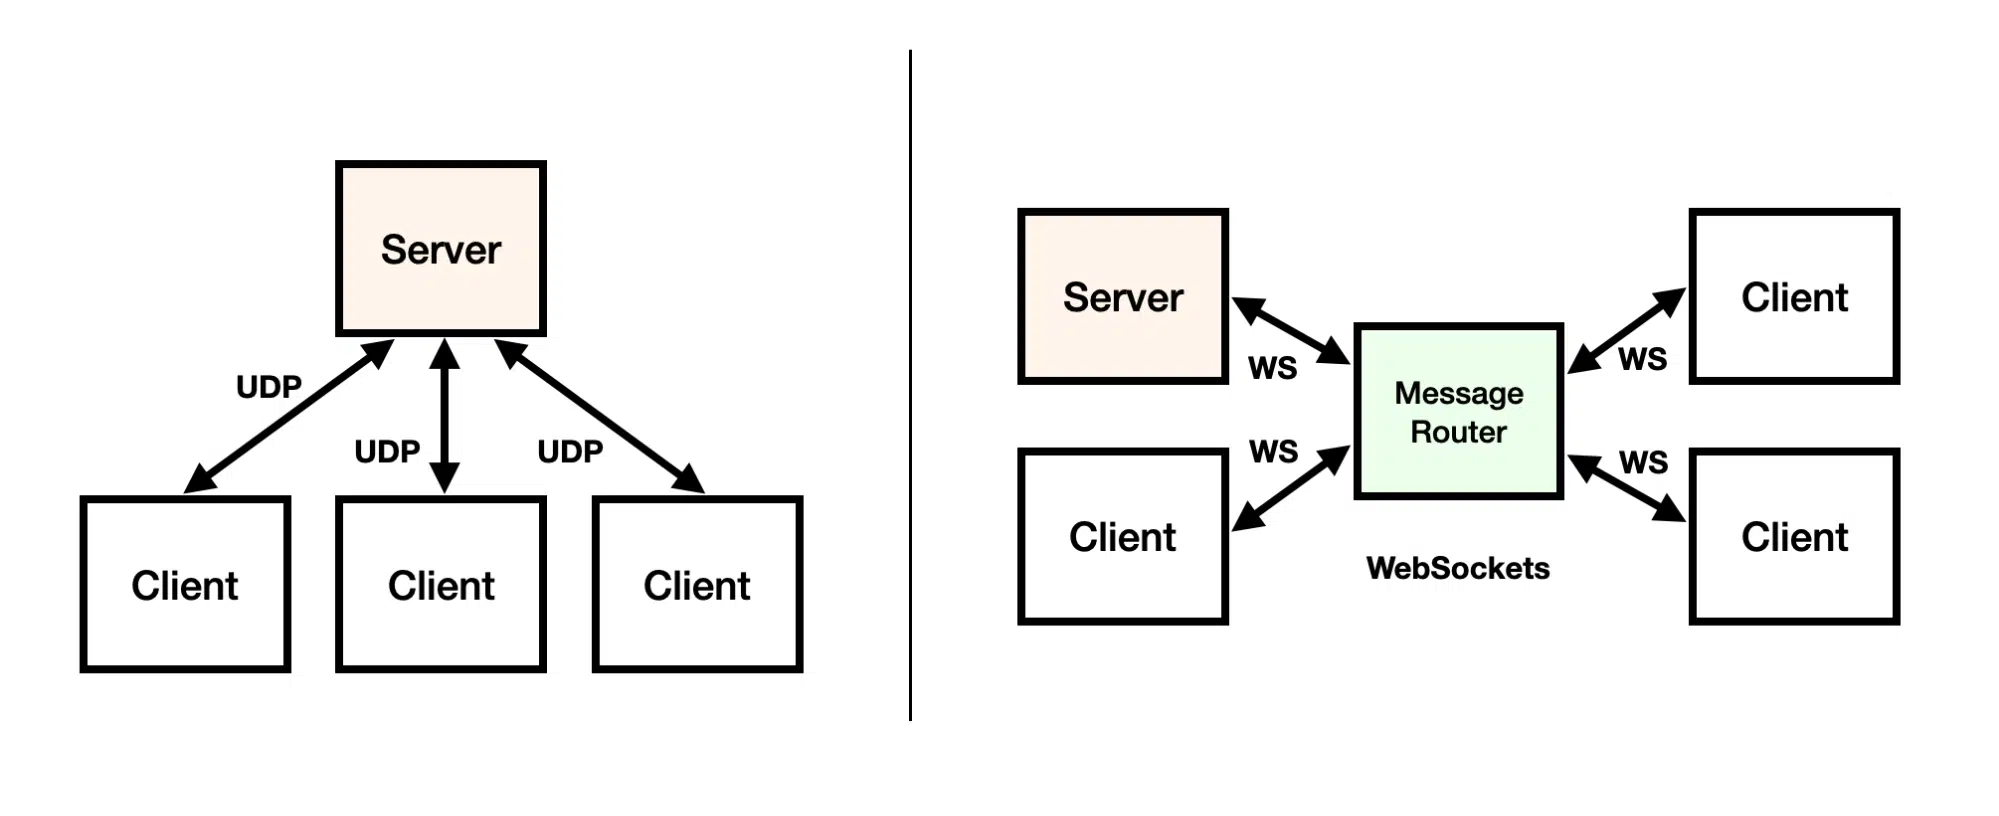 Server
UDP
UDP
UDP
Client
Client
Client
Server
Client
WS
WS
Message
Router
WS
WS
Client
Client
WebSockets